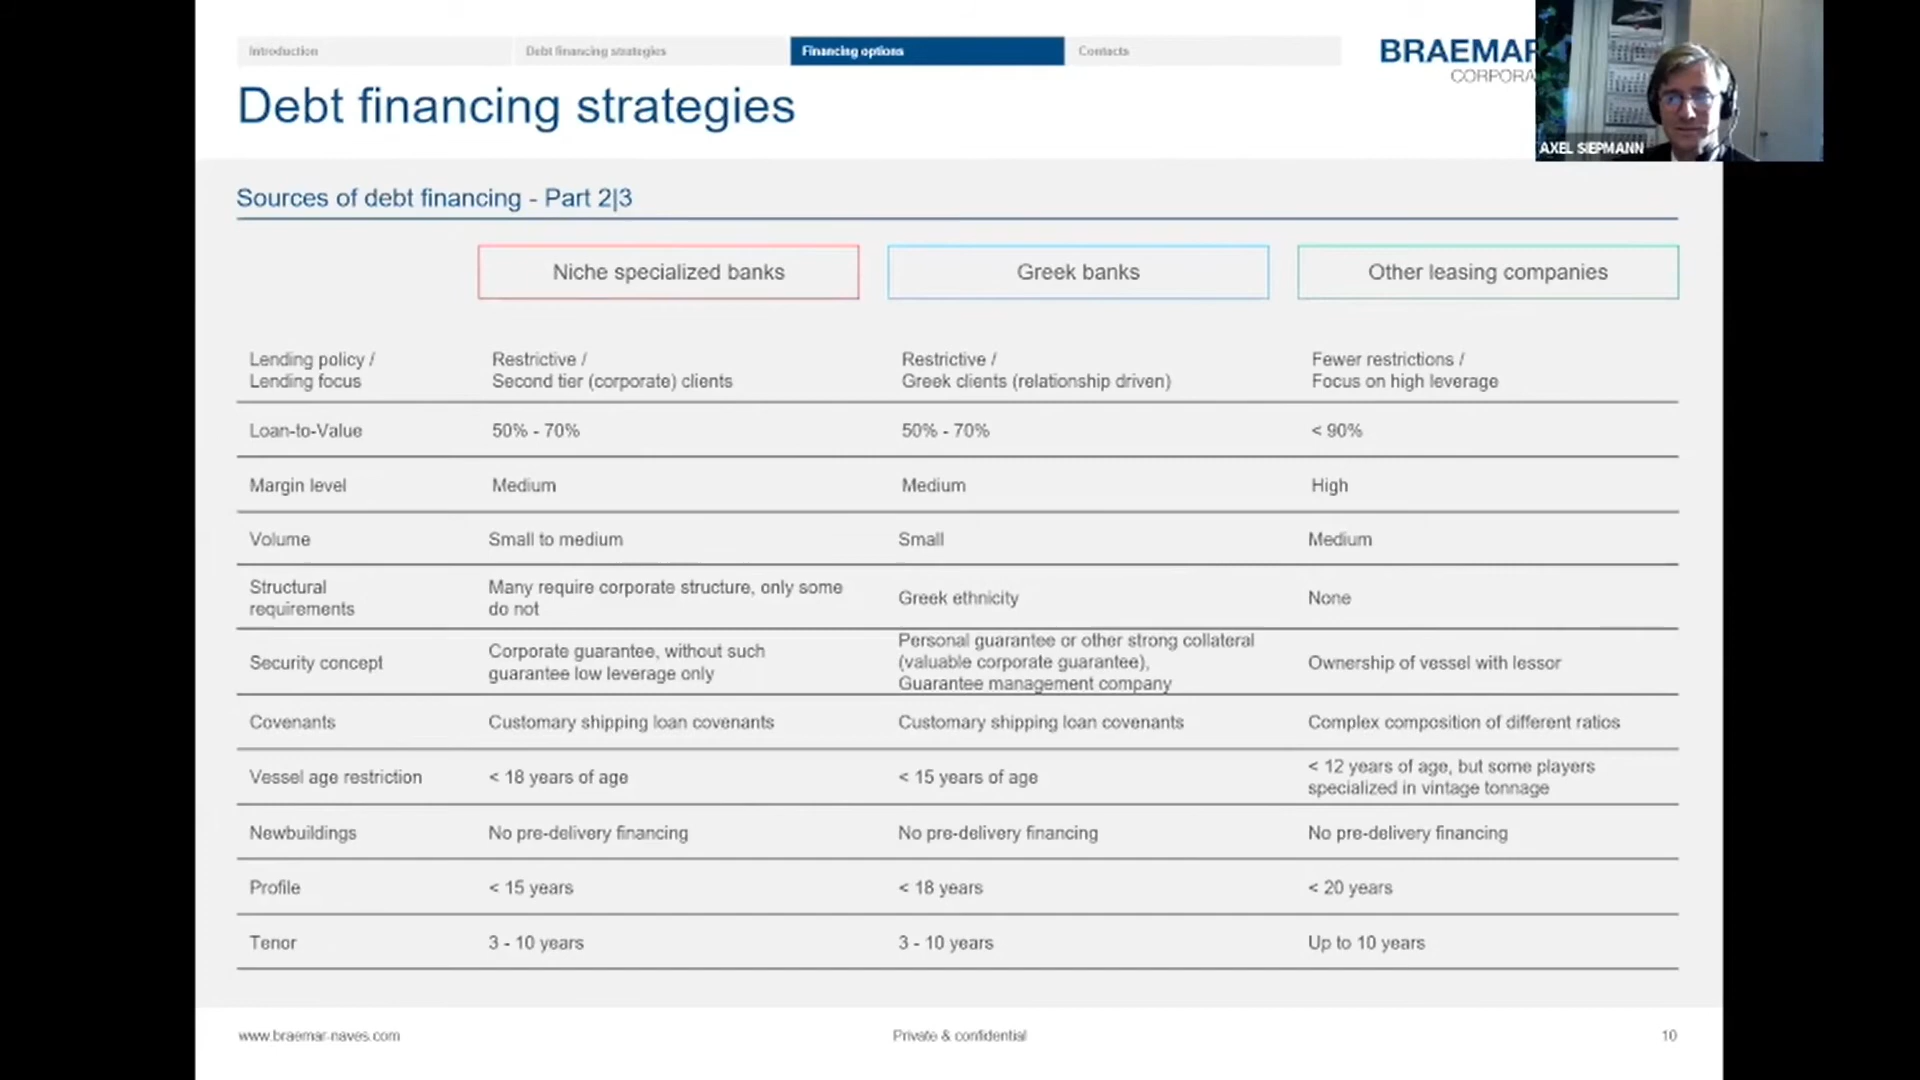 Introduction
Debt financing strategies
Financing options
Contacts
BRAEMAR
CORPORA
AXEL SIEPMANN
Debt financing strategies
Sources of debt financing - Part 2|3
Niche specialized banks
Greek banks
Other leasing companies
Lending policy /
Lending focus
Restrictive /
Second tier (corporate) clients
Restrictive /
Greek clients (relationship driven)
Fewer restrictions /
Focus on high leverage
Loan-to-Value
50% - 70%
50% - 70%
< 90%
Margin level
Medium
Medium
High
Volume
Small to medium
Small
Medium
Structural
requirements
Many require corporate structure, only some
do not
Greek ethnicity
None
Security concept
Corporate guarantee, without such
guarantee low leverage only
Personal guarantee or other strong collateral
(valuable corporate guarantee),
Guarantee management company
Ownership of vessel with lessor
Covenants
Customary shipping loan covenants
Customary shipping loan covenants
Complex composition of different ratios
Vessel age restriction
< 18 years of age
< 15 years of age
< 12 years of age, but some players
specialized in vintage tonnage
Newbuildings
No pre-delivery financing
No pre-delivery financing
No pre-delivery financing
Profile
< 15 years
< 18 years
< 20 years
Tenor
3 - 10 years
3 - 10 years
Up to 10 years
www.braemar-naves.com
Private & confidential
10